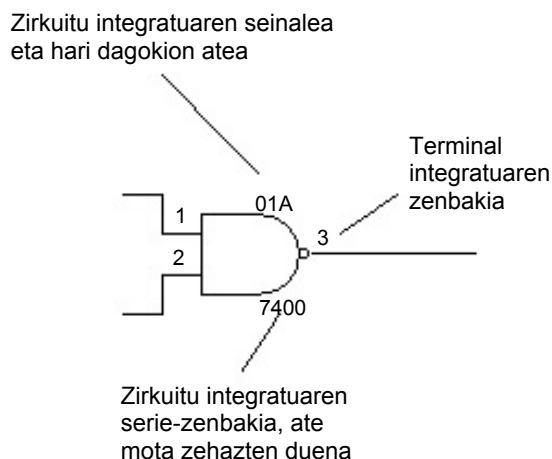 Zirkuitu integratuaren seinalea
eta hari dagokion atea
Terminal
integratuaren
zenbakia
01A
1
3
2
7400
Zirkuitu integratuaren
serie-zenbakia, ate
mota zehazten duena